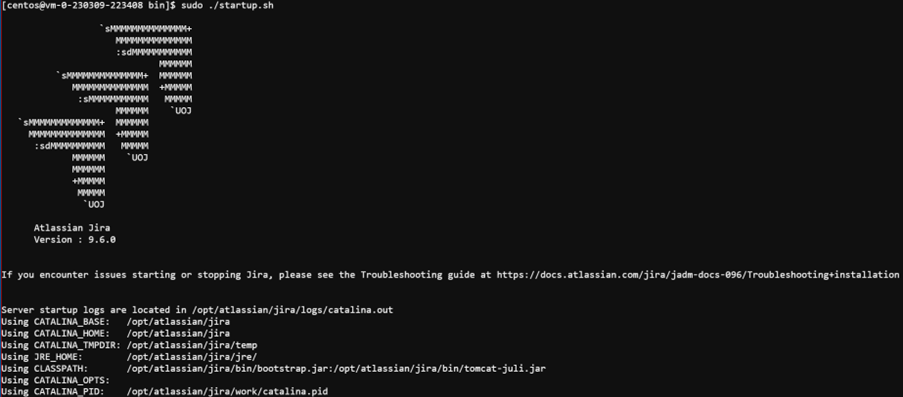 [centos@vm-0-230309-223408 bin]$ sudo ./startup.sh
`sMMMMMMMMMMMMMM+
MMMMMMMMMMMMMM
:sdMMMMMMMMMMM
MMMMMM
`sMMMMMMMMMMMMMM+  MMMMMM
MMMMMMMMMMMMMM  +MMMMM
:sMMMMMMMMMMM   MMMMM
MMMMMM    `UOJ
`sMMMMMMMMMMMMM+  MMMMMM
MMMMMMMMMMMMMM  +MMMMM
:sdMMMMMMMMMM   MMMMM
MMMMMM    `UOJ
MMMMMM
+MMMMM
MMMMM
`UOJ
Atlassian Jira
Version : 9.6.0
If you encounter issues starting or stopping Jira, please see the Troubleshooting guide at https://docs.atlassian.com/jira/jadm-docs-096/Troubleshooting+installation
Server startup logs are located in /opt/atlassian/jira/logs/catalina.out
Using CATALINA_BASE:   /opt/atlassian/jira
Using CATALINA_HOME:   /opt/atlassian/jira
Using CATALINA_TMPDIR: /opt/atlassian/jira/temp
Using JRE_HOME:        /opt/atlassian/jira/jre/
Using CLASSPATH:       /opt/atlassian/jira/bin/bootstrap.jar:/opt/atlassian/jira/bin/tomcat-juli.jar
Using CATALINA_OPTS:
Using CATALINA_PID:    /opt/atlassian/jira/work/catalina.pid